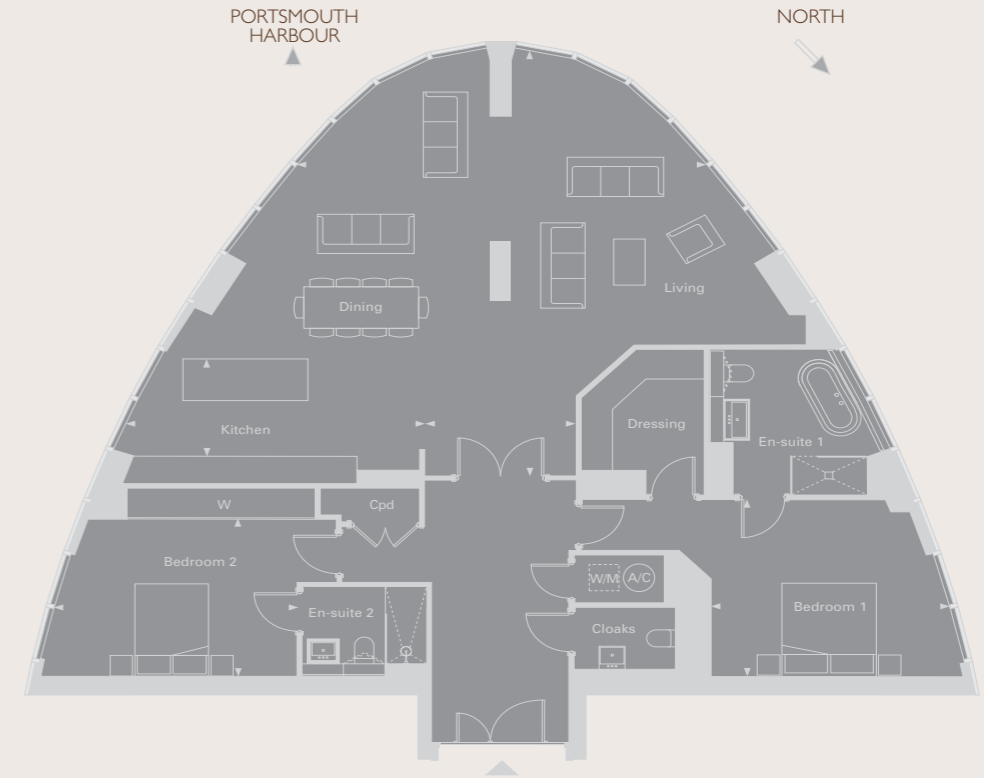 PORTSMOUTH
HARBOUR
NORTH
Living
Dining
Kitchen
Dressing
En-suite 1
W
Cpd
Bedroom 2
W/M
A/C
En-suite 2
Bedroom 1
Cloaks